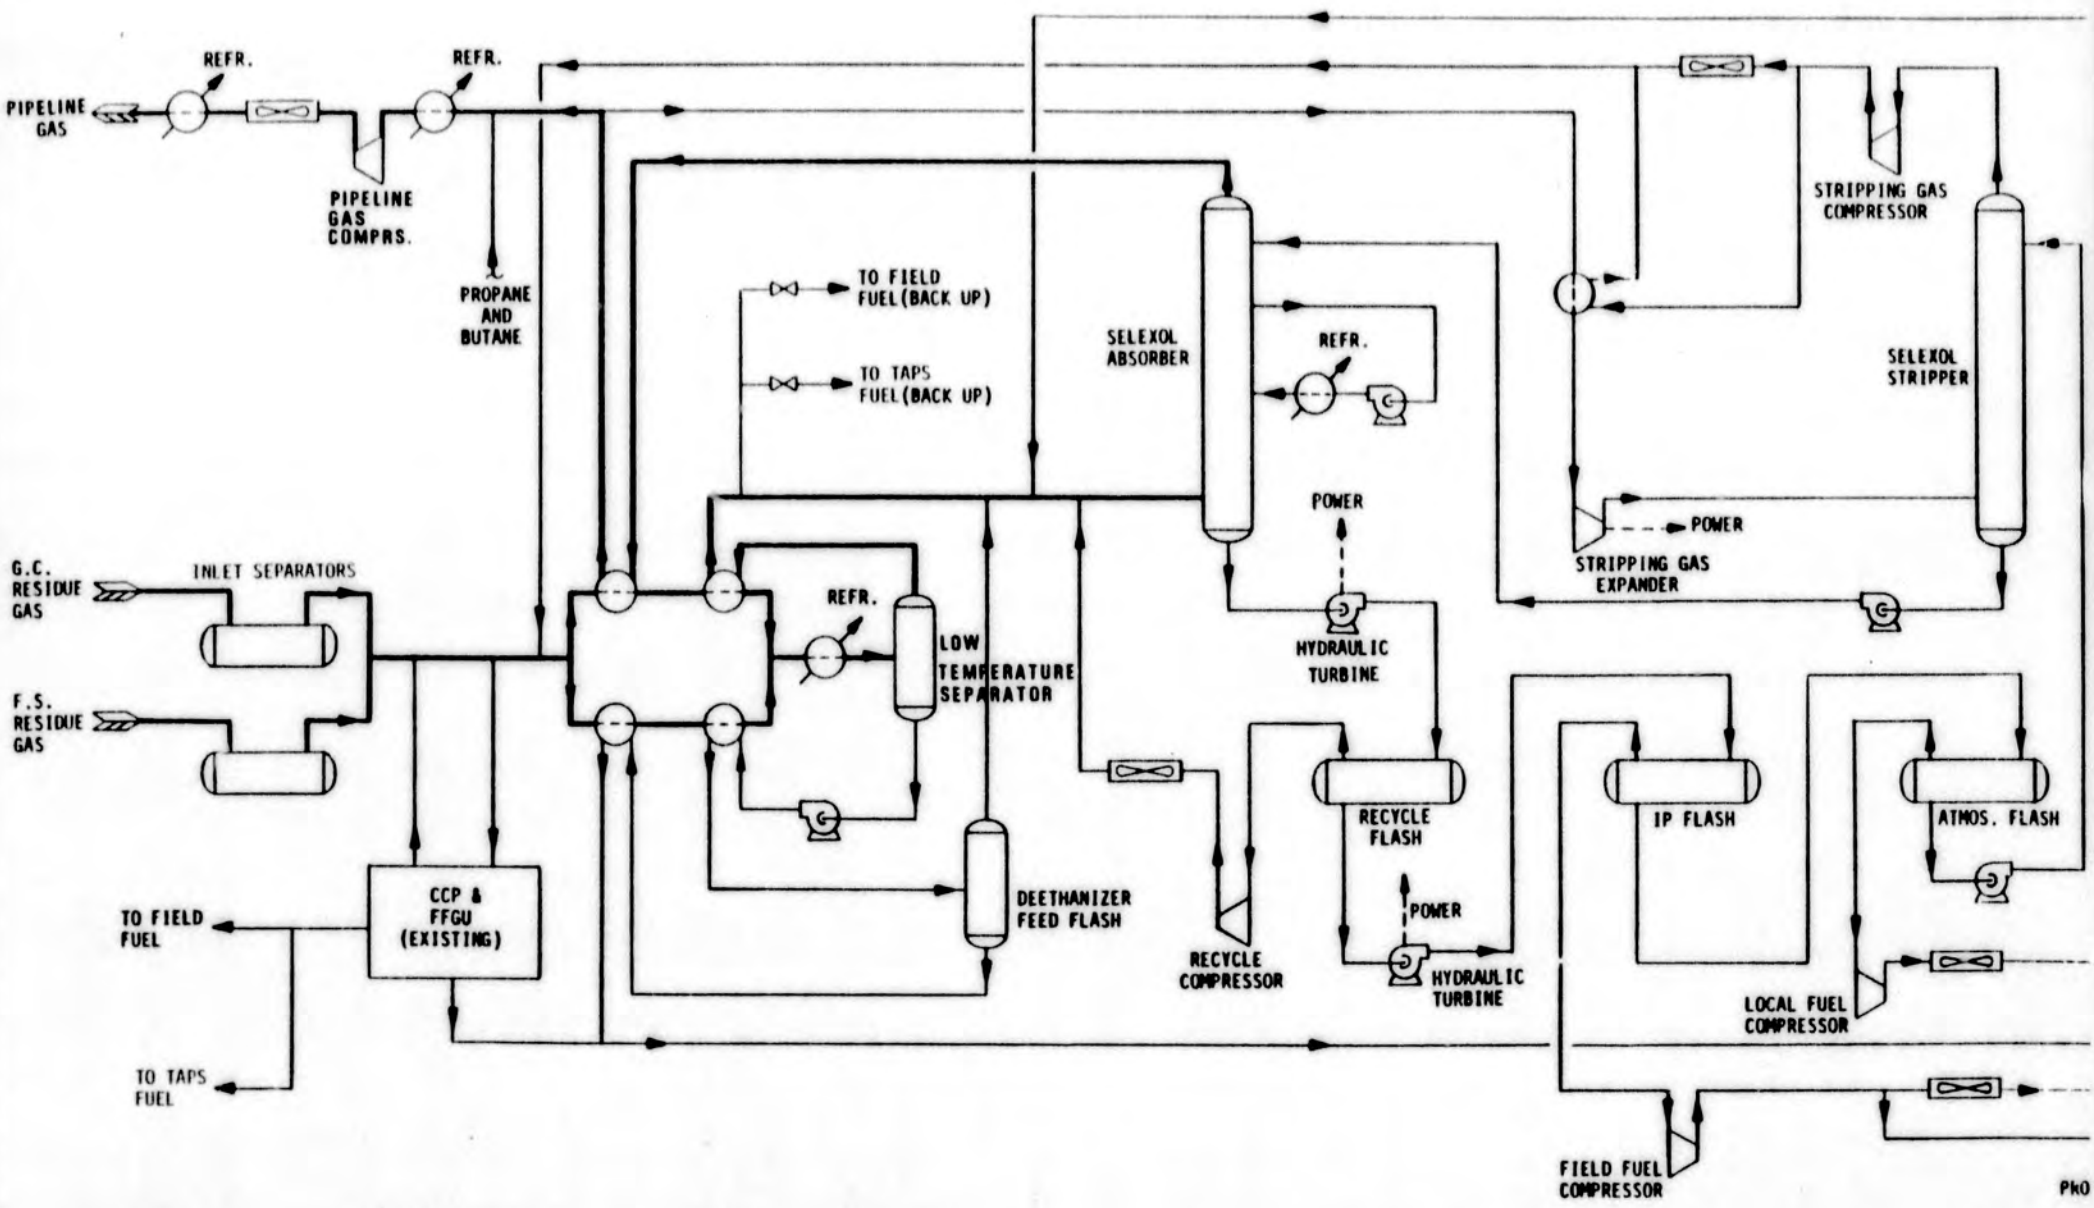 REFR.
REFR.
PIPELINE
GAS
PIPELINE
GAS
COMPRS.
PROPANE
AND
BUTANE
TO FIELD
FUEL(BACK UP)
TO TAPS
FUEL(BACK UP)
SELEXOL
ABSORBER
REFR.
STRIPPING GAS
COMPRESSOR
SELEXOL
STRIPPER
POWER
POWER
STRIPPING GAS
EXPANDER
G.C.
RESIDUE
GAS
INLET SEPARATORS
REFR.
LOW
TEMPERATURE
SEPARATOR
HYDRAULIC
TURBINE
F.S.
RESIDUE
GAS
RECYCLE
FLASH
IP FLASH
ATMOS. FLASH
CCP &
FFGU
(EXISTING)
TO FIELD
FUEL
DEETHANIZER
FEED FLASH
POWER
RECYCLE
COMPRESSOR
HYDRAULIC
TURBINE
LOCAL FUEL
COMPRESSOR
TO TAPS
FUEL
FIELD FUEL
COMPRESSOR
PkO